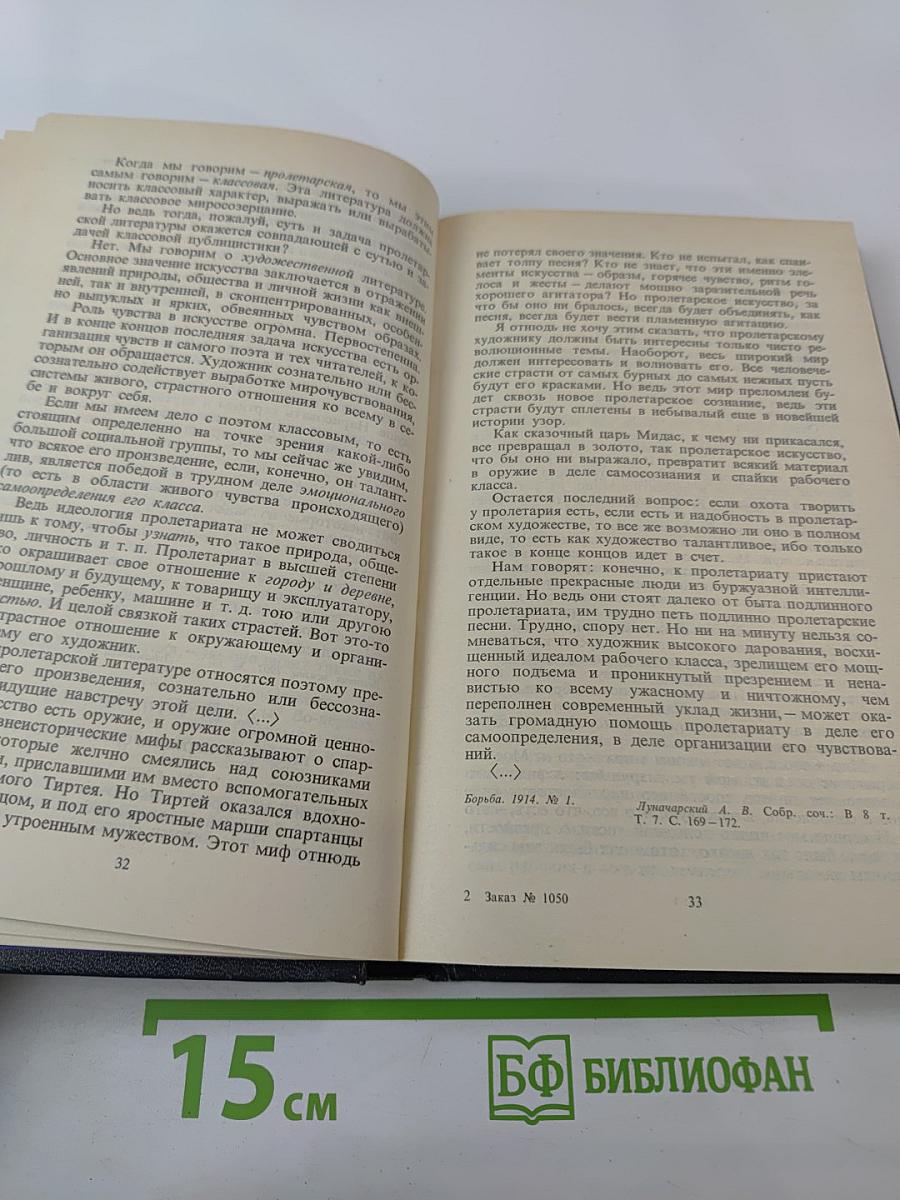 Когда мы говорим — пролетарская, то мы этим
самым говорим — классовая. Эта литература должна
носить классовый характер, выражать или вырабаты-
вать классовое миросозерцание.
Но ведь тогда, пожалуй, суть и задача пролетар-
ской литературы окажется совпадающей с сутью и за-
дачей классовой публицистики?
Нет. Мы говорим о художественной литературе.
Основное значение искусства заключается в отражении
явлений природы, общества и личной жизни как внеш-
ней, так и внутренней, в сконцентрированных, особен-
но выпуклых и ярких, обвеянных чувством образах.
Роль чувства в искусстве огромна. Первостепенна.
И в конце концов последняя задача искусства есть ор-
ганизация чувств и самого поэта и тех читателей, к ко-
торым он обращается. Художник сознательно или бес-
сознательно содействует выработке мирочувствования,
системы живого, страстного отношения ко всему в се-
бе и вокруг себя.
Если мы имеем дело с поэтом классовым, то есть
стоящим определенно на точке зрения какой-либо
большой социальной группы, то мы сейчас же увидим,
что всякое его произведение, если, конечно, он талант-
лив, является победой в трудном деле эмоционального
(то есть в области живого чувства происходящего)
самоопределения его класса.
Ведь идеология пролетариата не может сводиться
ишь к тому, чтобы узнать, что такое природа, обще-
во, личность и т. п. Пролетариат в высшей степени
ко окрашивает свое отношение к городу и деревне,
рошлому и будущему, к товарищу и эксплуататору,
енщине, ребенку, машине и т. д. тою или другою
стью. И целой связкой таких страстей. Вот это-то
трастное отношение к окружающему и органи-
ему его художник.
пролетарской литературе относятся поэтому пре-
его произведения, сознательно или бессозна-
идущие навстречу этой цели. ⟨...⟩
сство есть оружие, и оружие огромной ценно-
внеисторические мифы рассказывают о спар-
которые желчно смеялись над союзниками
и, приславшими им вместо вспомогательных
мого Тиртея. Но Тиртей оказался вдохно-
цом, и под его яростные марши спартанцы
утроенным мужеством. Этот миф отнюдь
32
не потерял своего значения. Кто не испытал, как спаи-
вает толпу песня? Кто не знает, что эти именно эле-
менты искусства — образы, горячее чувство, ритм го-
лоса и жесты — делают мощно заразительной речь
хорошего агитатора? Но пролетарское искусство, за
что бы оно ни бралось, всегда будет объединять, как
песня, всегда будет вести пламенную агитацию.
Я отнюдь не хочу этим сказать, что пролетарскому
художнику должны быть интересны только чисто ре-
волюционные темы. Наоборот, весь широкий мир
должен интересовать и волновать его. Все человече-
ские страсти от самых бурных до самых нежных пусть
будут его красками. Но ведь этот мир преломлен бу-
дет сквозь новое пролетарское сознание, ведь эти
страсти будут сплетены в небывалый еще в новейшей
истории узор.
Как сказочный царь Мидас, к чему ни прикасался,
все превращал в золото, так пролетарское искусство,
что бы оно ни выражало, превратит всякий материал
в оружие в деле самосознания и спайки рабочего
класса.
Остается последний вопрос: если охота творить
у пролетария есть, если есть и надобность в пролетар-
ском художестве, то все же возможно ли оно в полном
виде, то есть как художество талантливое, ибо только
такое в конце концов идет в счет.
Нам говорят: конечно, к пролетариату пристают
отдельные прекрасные люди из буржуазной интеллиги-
генции. Но ведь они стоят далеко от быта подлинного
пролетариата, им трудно петь подлинно пролетарские
песни. Трудно, спору нет. Но ни на минуту нельзя со-
мневаться, что художник высокого дарования, восхи-
щенный идеалом рабочего класса, зрелищем его мощ-
ного подъема и проникнутый презрением и нена-
вистью ко всему ужасному и ничтожному, чем
переполнен современный уклад жизни, — может ока-
зать громадную помощь пролетариату в деле его
самоопределения, в деле организации его чувствова-
ний.
⟨...⟩
Борьба. 1914. № 1.
Луначарский А. В. Собр. соч.: В 8 т.
Т. 7. С. 169 — 172.
2 Заказ № 1050
33
15 см
БФ БИБЛИОФАН